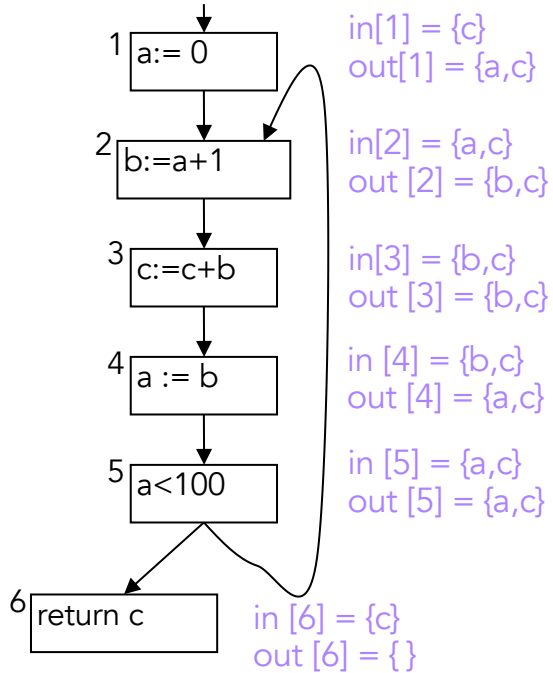 1
a:= 0
in[1] = {c}
out[1] = {a,c}
2
b:=a+1
in[2] = {a,c}
out [2] = {b,c}
3
c:=c+b
in[3] = {b,c}
out [3] = {b,c}
4
a := b
in [4] = {b,c}
out [4] = {a,c}
5
a<100
in [5] = {a,c}
out [5] = {a,c}
6
return c
in [6] = {c}
out [6] = { }